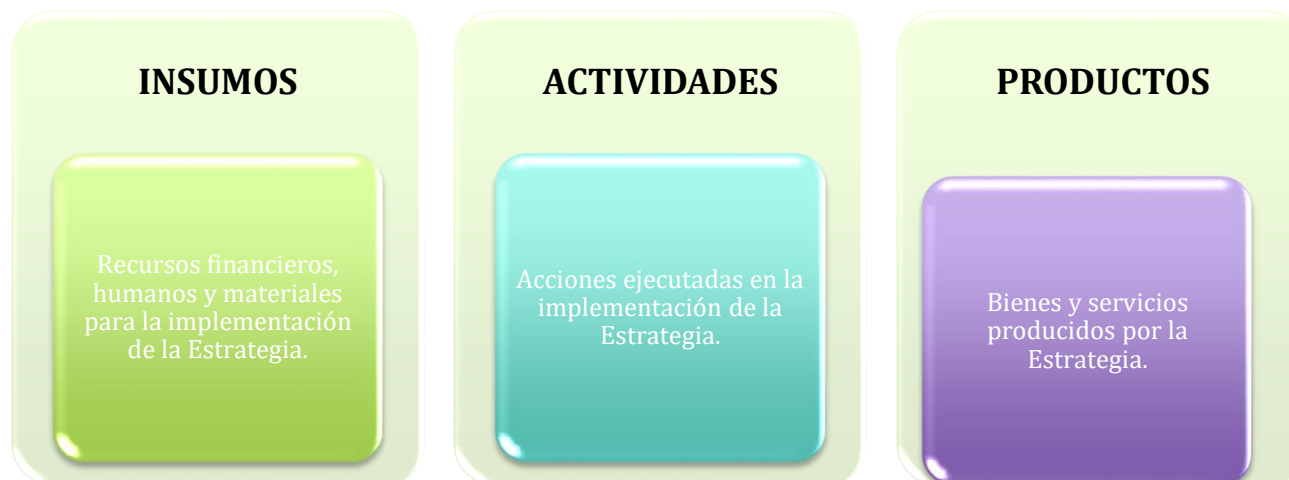 INSUMOS
Recursos financieros,
humanos y materiales
para la implementación
de la Estrategia.
ACTIVIDADES
Acciones ejecutadas en la
implementación de la
Estrategia.
PRODUCTOS
Bienes y servicios
producidos por la
Estrategia.